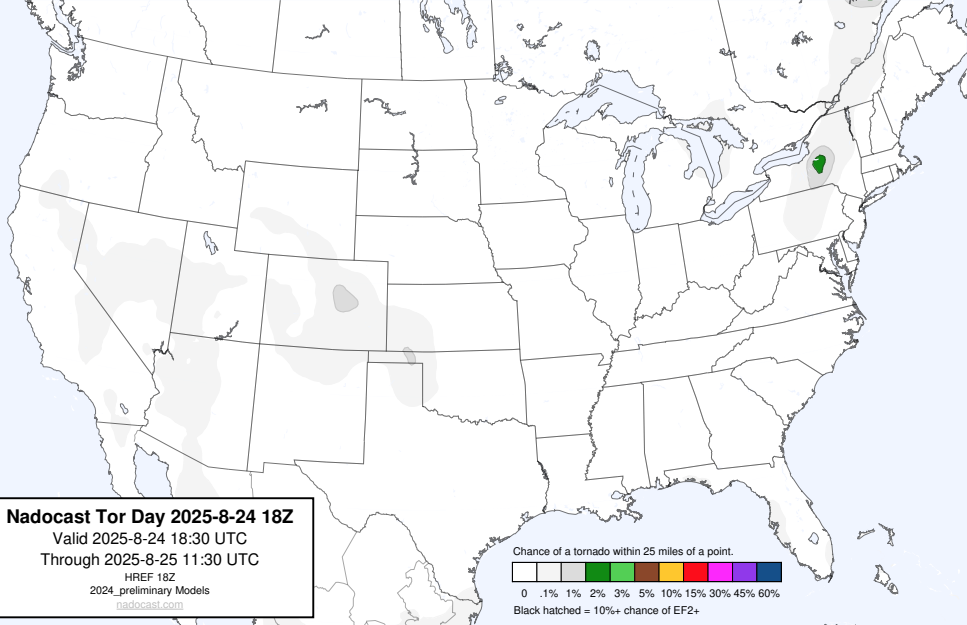 Nadocast Tor Day 2025-8-24 18Z
Valid 2025-8-24 18:30 UTC
Through 2025-8-25 11:30 UTC
HREF 18Z
2024_preliminary Models
nadocast.com
Chance of a tornado within 25 miles of a point.
0 .1% 1% 2% 3% 5% 10% 15% 30% 45% 60%
Black hatched = 10%+ chance of EF2+